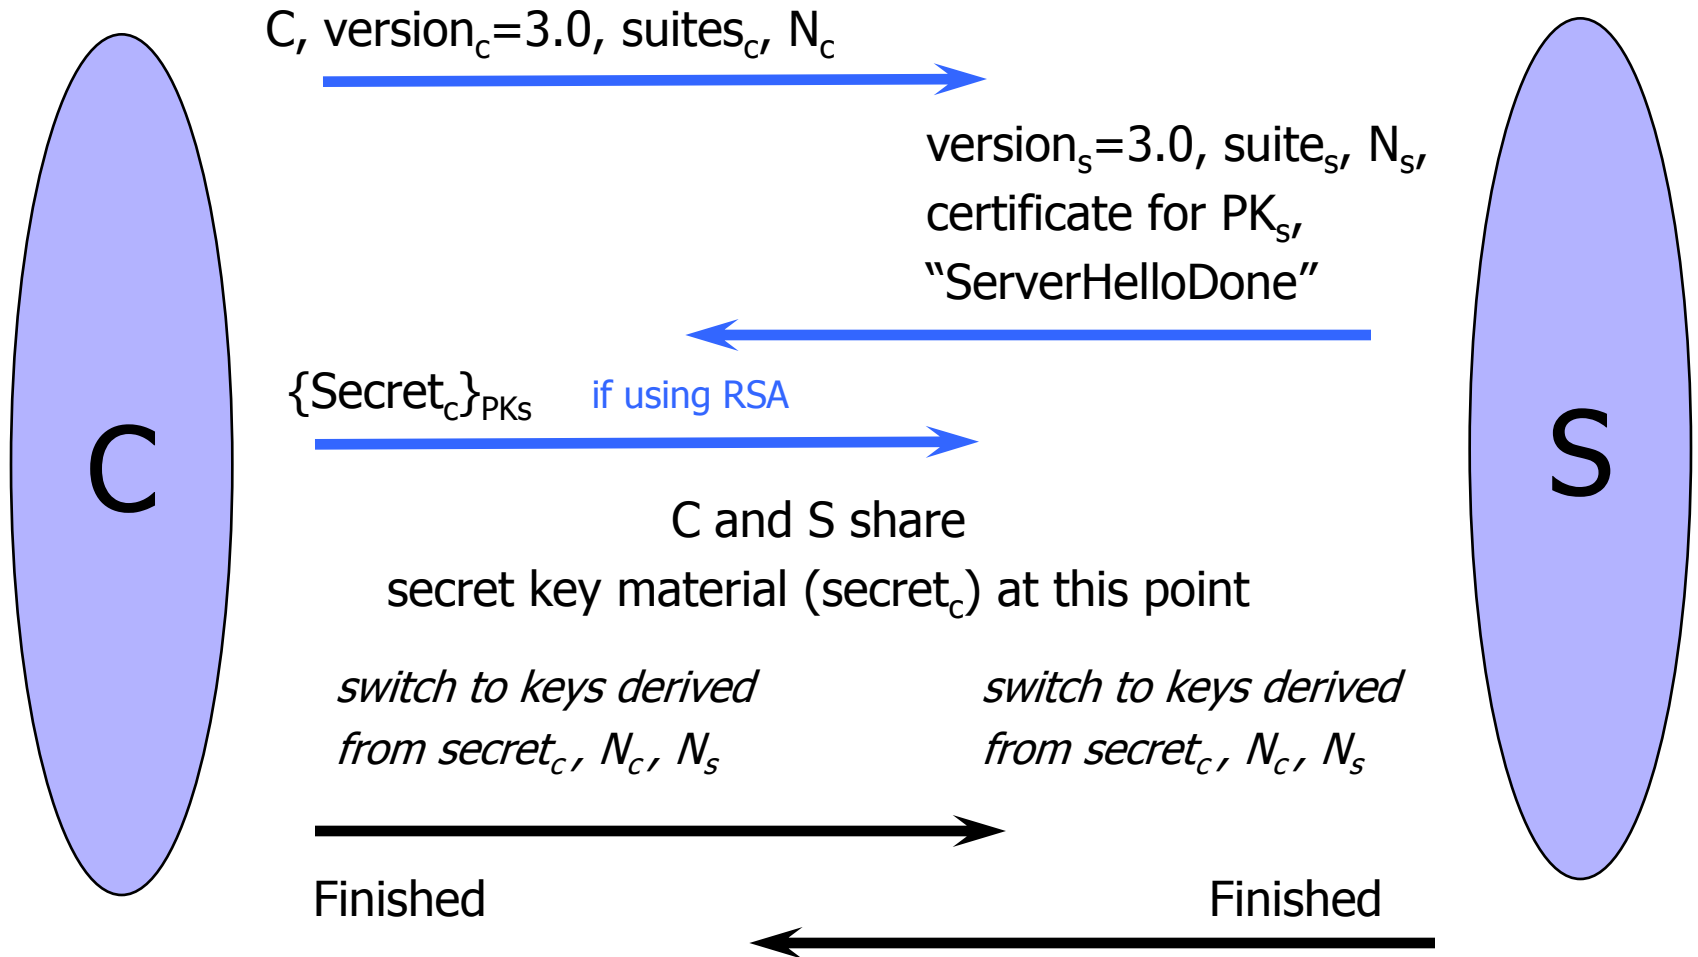 C, version_c=3.0, suites_c, N_c
version_s=3.0, suite_s, N_s,
certificate for PK_s,
“ServerHelloDone”
{Secret_c}_PKs if using RSA
C
S
C and S share
secret key material (secret_c) at this point
switch to keys derived
from secret_c, N_c, N_s
switch to keys derived
from secret_c, N_c, N_s
Finished
Finished